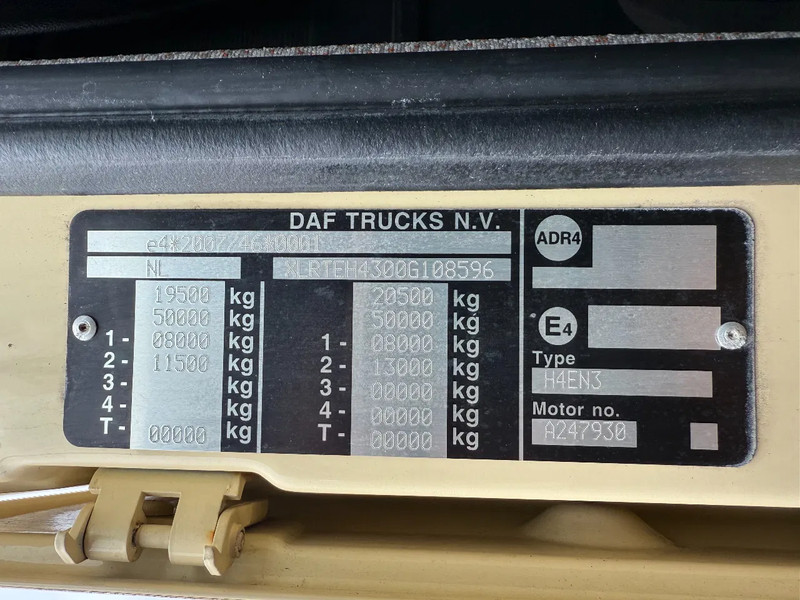 DAF TRUCKS N.V.
e4*2007/46*0001
NL XLRTEH4300G108596
19500 kg 20500 kg
50000 kg 50000 kg
1- 08000 kg 1- 08000 kg
2- 11500 kg 2- 13000 kg
3- kg 3- 00000 kg
4- kg 4- 00000 kg
T- 00000 kg T- 00000 kg
ADR4
E4
Type
H4EN3
Motor no.
A247930